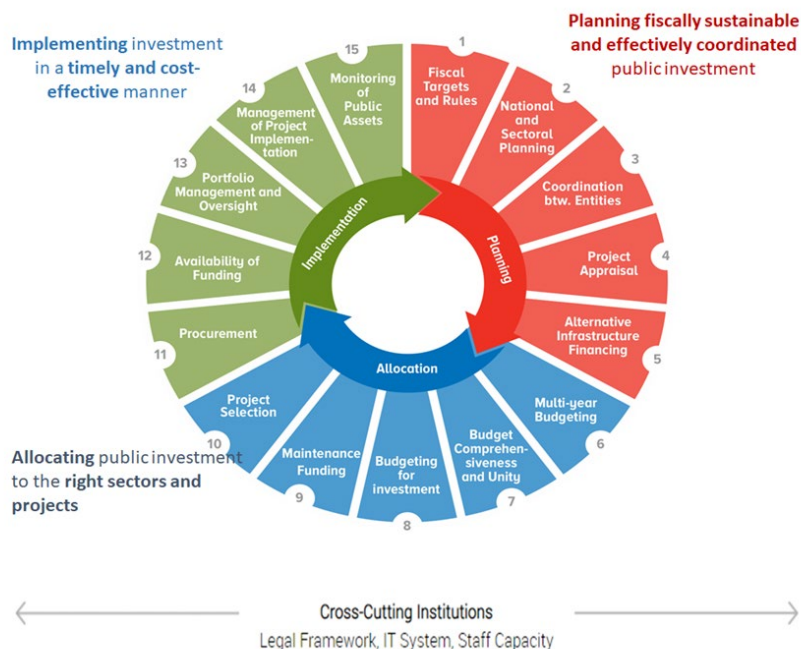 Implementing investment
in a timely and cost-
effective manner
Planning fiscally sustainable
and effectively coordinated
public investment
1
Fiscal
Targets
and Rules
2
National
and
Sectoral
Planning
3
Coordination
btw. Entities
4
Project
Appraisal
5
Alternative
Infrastructure
Financing
6
Multi-year
Budgeting
7
Budget
Comprehen-
siveness
and Unity
8
Budgeting
for
investment
9
Maintenance
Funding
10
Project
Selection
11
Procurement
12
Availability of
Funding
13
Portfolio
Management and
Oversight
14
Management
of Project
Implemen-
tation
15
Monitoring
of
Public
Assets
Planning
Allocation
Implementation
Allocating public investment
to the right sectors and
projects
Cross-Cutting Institutions
Legal Framework, IT System, Staff Capacity